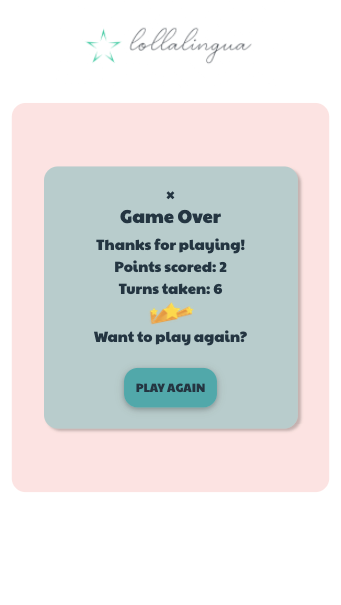 lollalingua
×
Game Over
Thanks for playing!
Points scored: 2
Turns taken: 6
Want to play again?
PLAY AGAIN